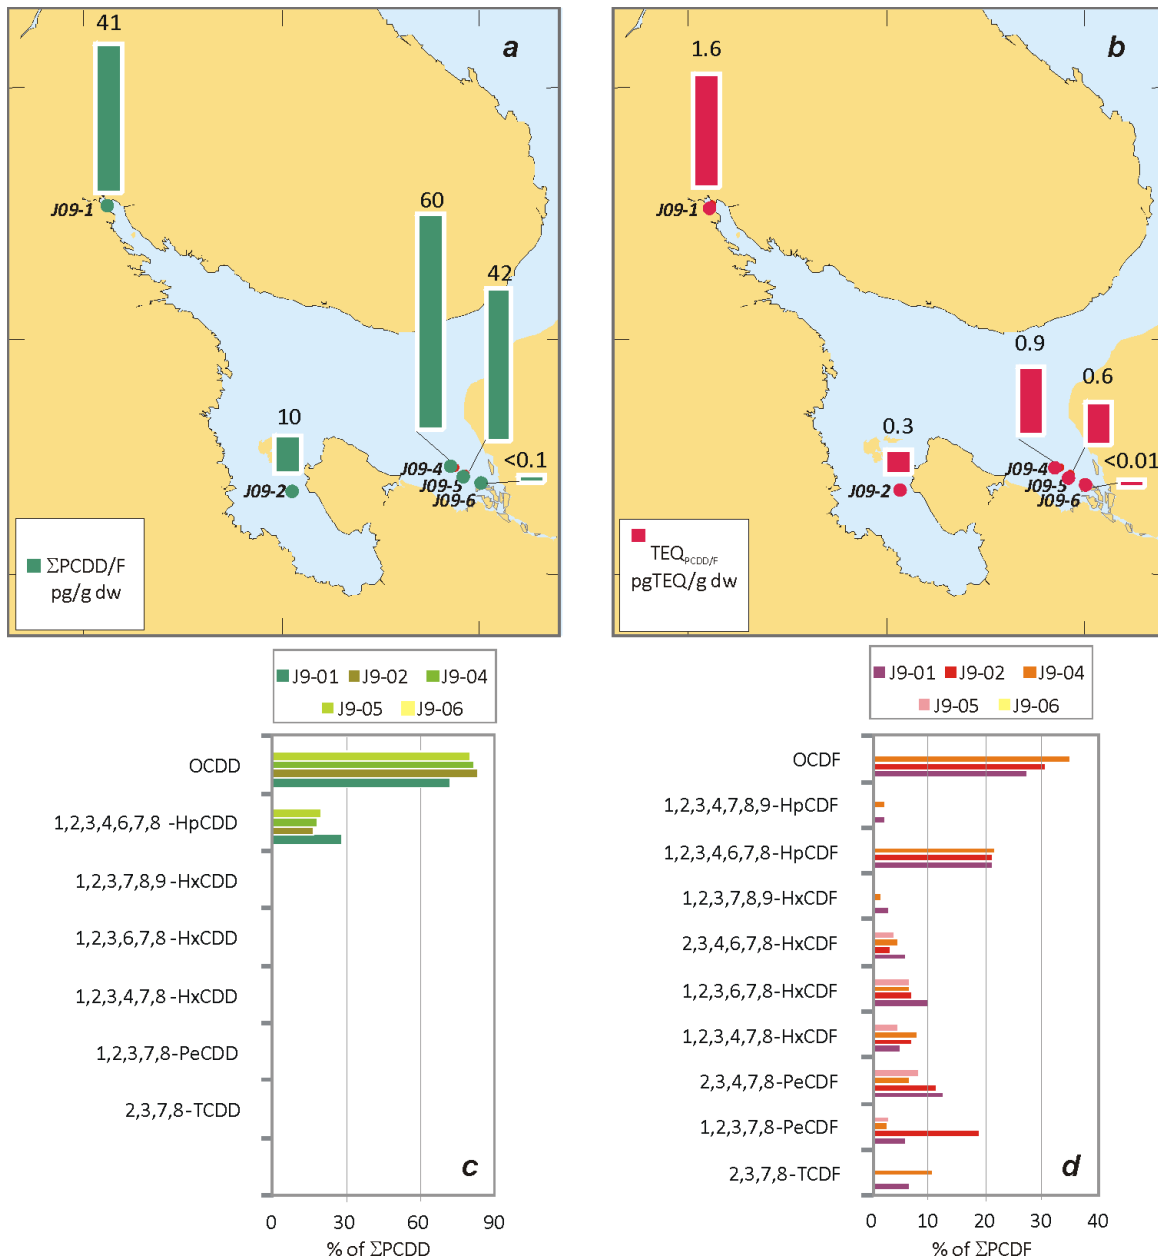 41
a
J09-1
60
42
10
<0.1
J09-4
J09-5
J09-2
J09-6
ΣPCDD/F
pg/g dw
1.6
b
J09-1
0.9
0.6
0.3
<0.01
J09-4
J09-5
J09-2
J09-6
TEQPCDD/F
pgTEQ/g dw
J9-01 J9-02 J9-04
J9-05 J9-06
OCDD
1,2,3,4,6,7,8 -HpCDD
1,2,3,7,8,9-HxCDD
1,2,3,6,7,8-HxCDD
1,2,3,4,7,8-HxCDD
1,2,3,7,8-PeCDD
2,3,7,8-TCDD
c
0 30 60 90
% of ΣPCDD
J9-01 J9-02 J9-04
J9-05 J9-06
OCDF
1,2,3,4,7,8,9-HpCDF
1,2,3,4,6,7,8-HpCDF
1,2,3,7,8,9-HxCDF
2,3,4,6,7,8-HxCDF
1,2,3,6,7,8-HxCDF
1,2,3,4,7,8-HxCDF
2,3,4,7,8-PeCDF
1,2,3,7,8-PeCDF
2,3,7,8-TCDF
d
0 10 20 30 40
% of ΣPCDF